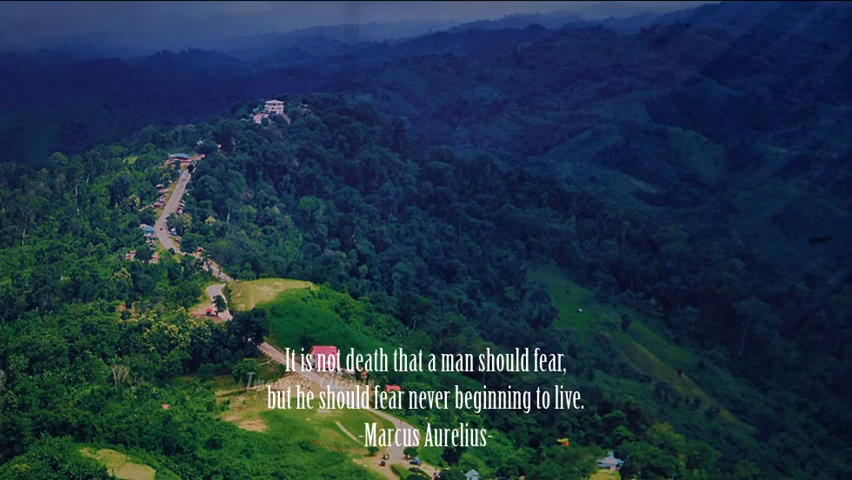 It is not death that a man should fear,
but he should fear never beginning to live.
-Marcus Aurelius-